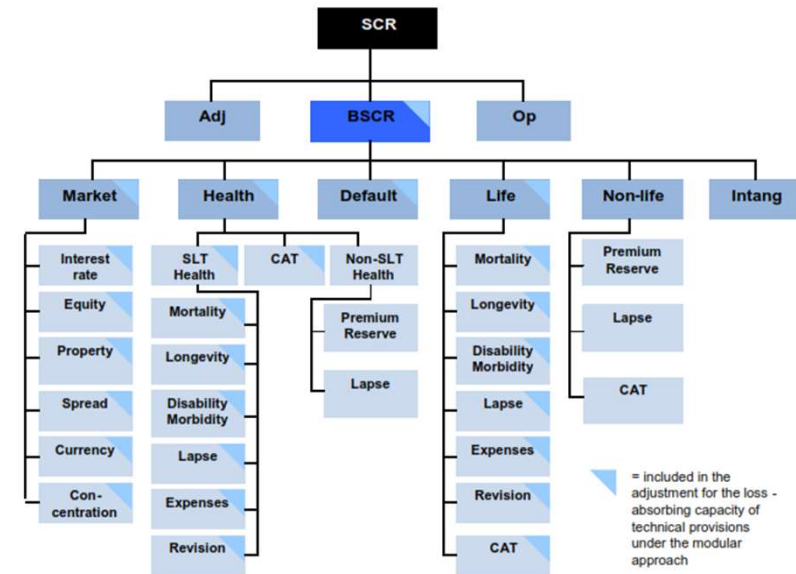 SCR
Adj
BSCR
Op
Market
Health
Default
Life
Non-life
Intang
Interest
rate
Equity
Property
Spread
Currency
Con-
centration
SLT
Health
CAT
Non-SLT
Health
Mortality
Longevity
Disability
Morbidity
Lapse
Expenses
Revision
Premium
Reserve
Lapse
Mortality
Longevity
Disability
Morbidity
Lapse
Expenses
Revision
CAT
Premium
Reserve
Lapse
CAT
= included in the
adjustment for the loss -
absorbing capacity of
technical provisions
under the modular
approach